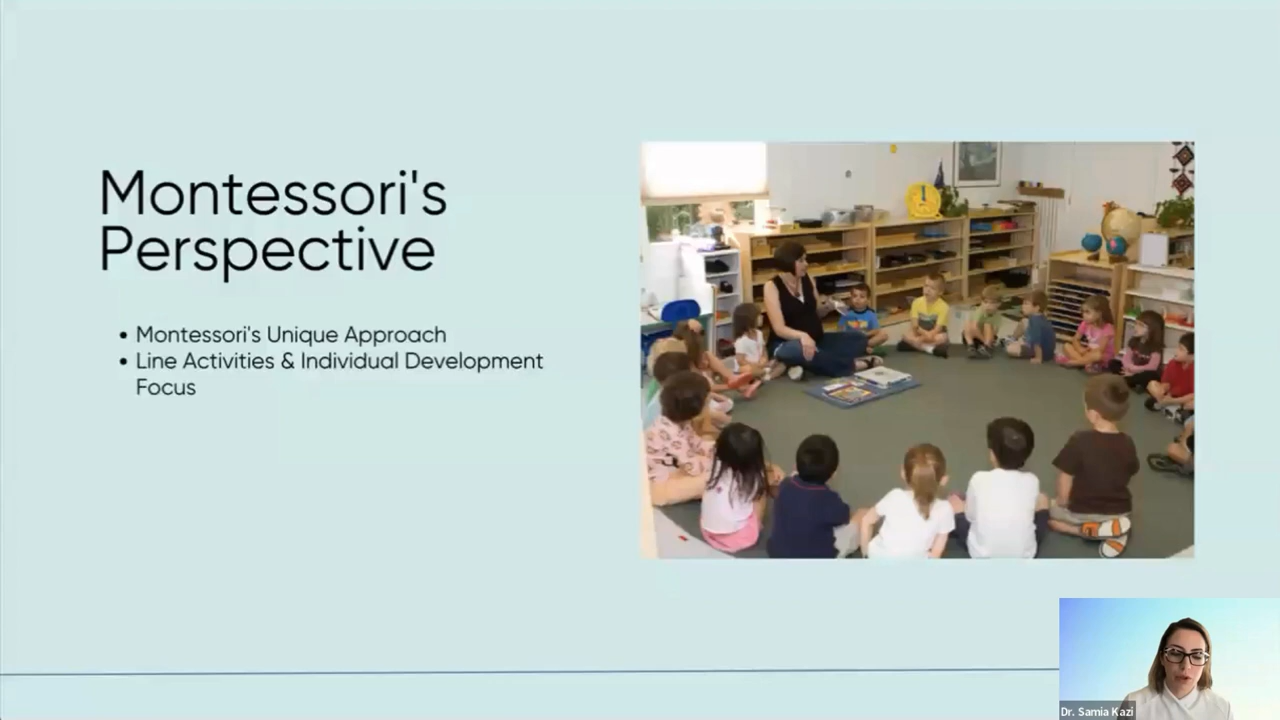 Montessori's
Perspective
• Montessori's Unique Approach
• Line Activities & Individual Development
Focus
Dr. Samia Kazi